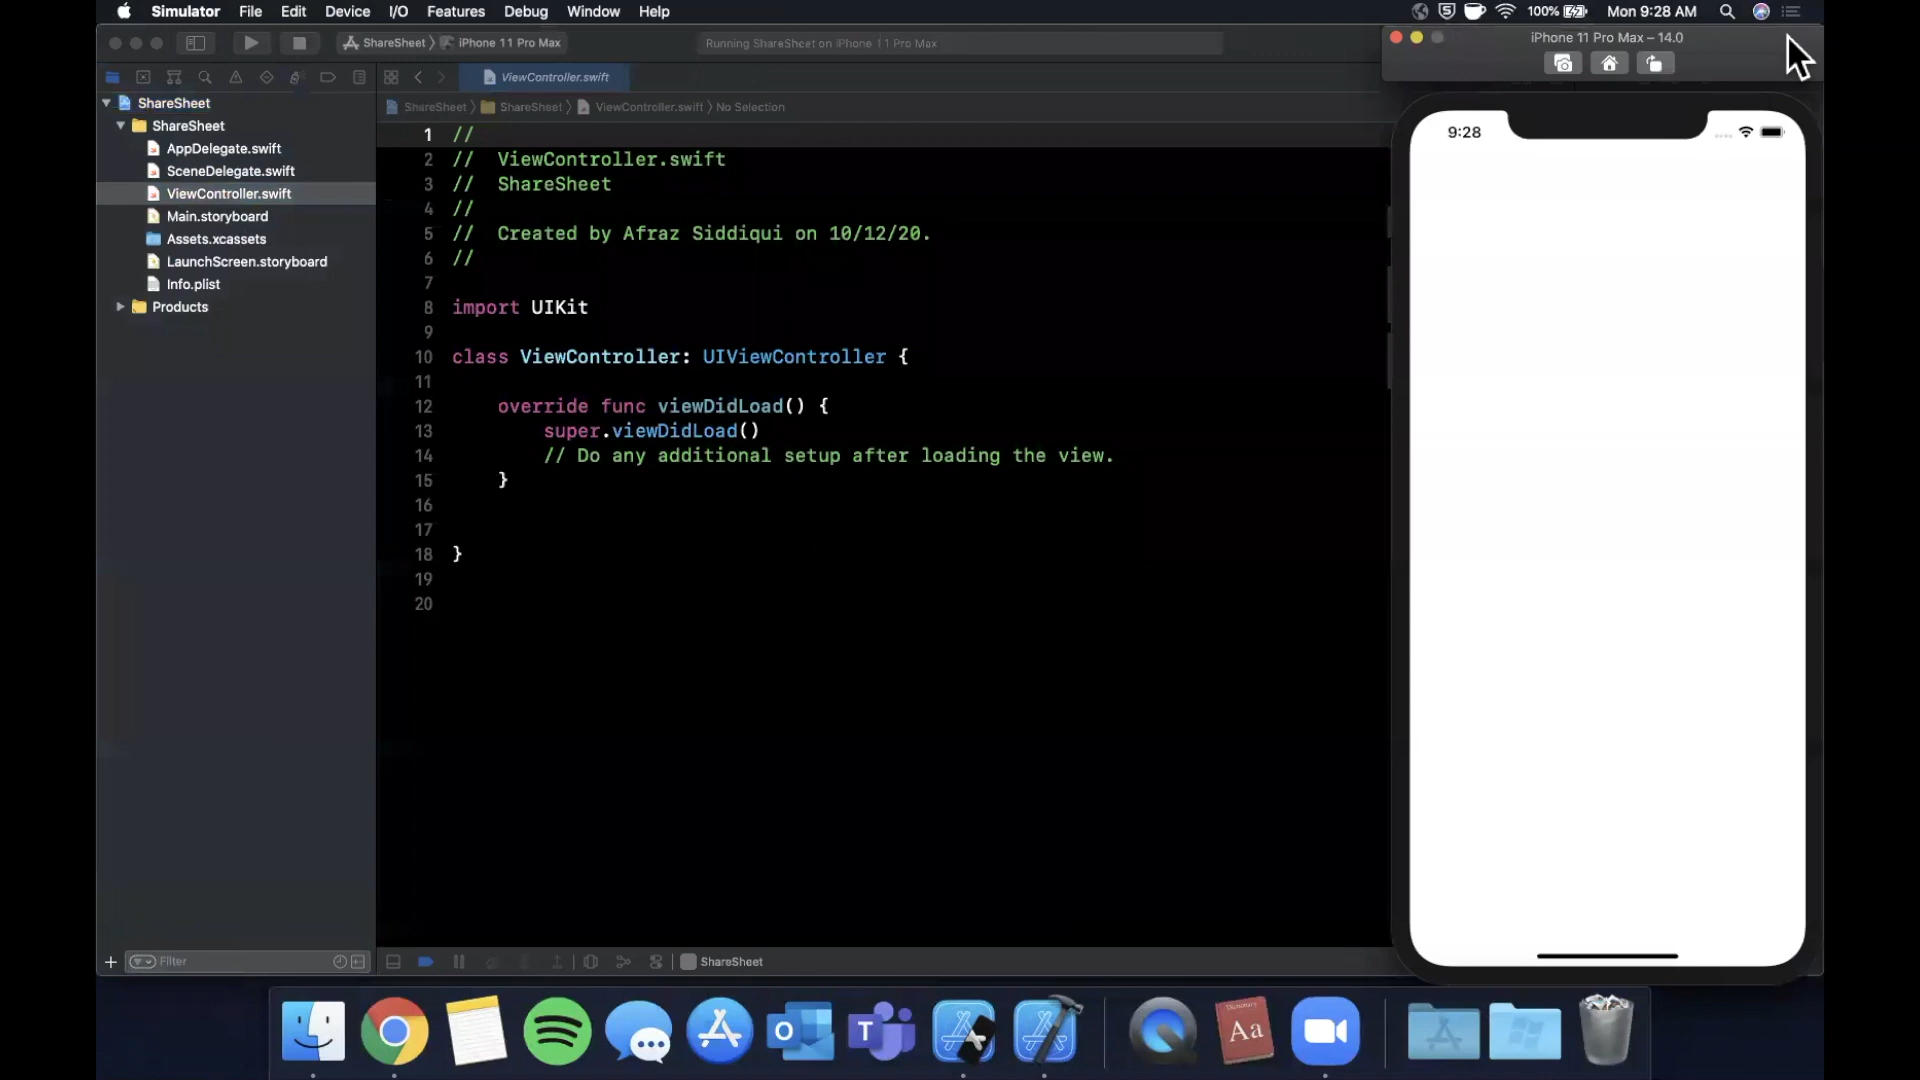 Simulator File Edit Device I/O Features Debug Window Help
100% Mon 9:28 AM
ShareSheet iPhone 11 Pro Max
Running ShareSheet on iPhone 11 Pro Max
iPhone 11 Pro Max – 14.0
ViewController.swift
ShareSheet ShareSheet ViewController.swift No Selection
ShareSheet
ShareSheet
AppDelegate.swift
SceneDelegate.swift
ViewController.swift
Main.storyboard
Assets.xcassets
LaunchScreen.storyboard
Info.plist
Products
1 //
2 // ViewController.swift
3 // ShareSheet
4 //
5 // Created by Afraz Siddiqui on 10/12/20.
6 //
7
8 import UIKit
9
10 class ViewController: UIViewController {
11
12 override func viewDidLoad() {
13 super.viewDidLoad()
14 // Do any additional setup after loading the view.
15 }
16
17
18 }
19
20
9:28
Filter
ShareSheet
Dictionary
Aa